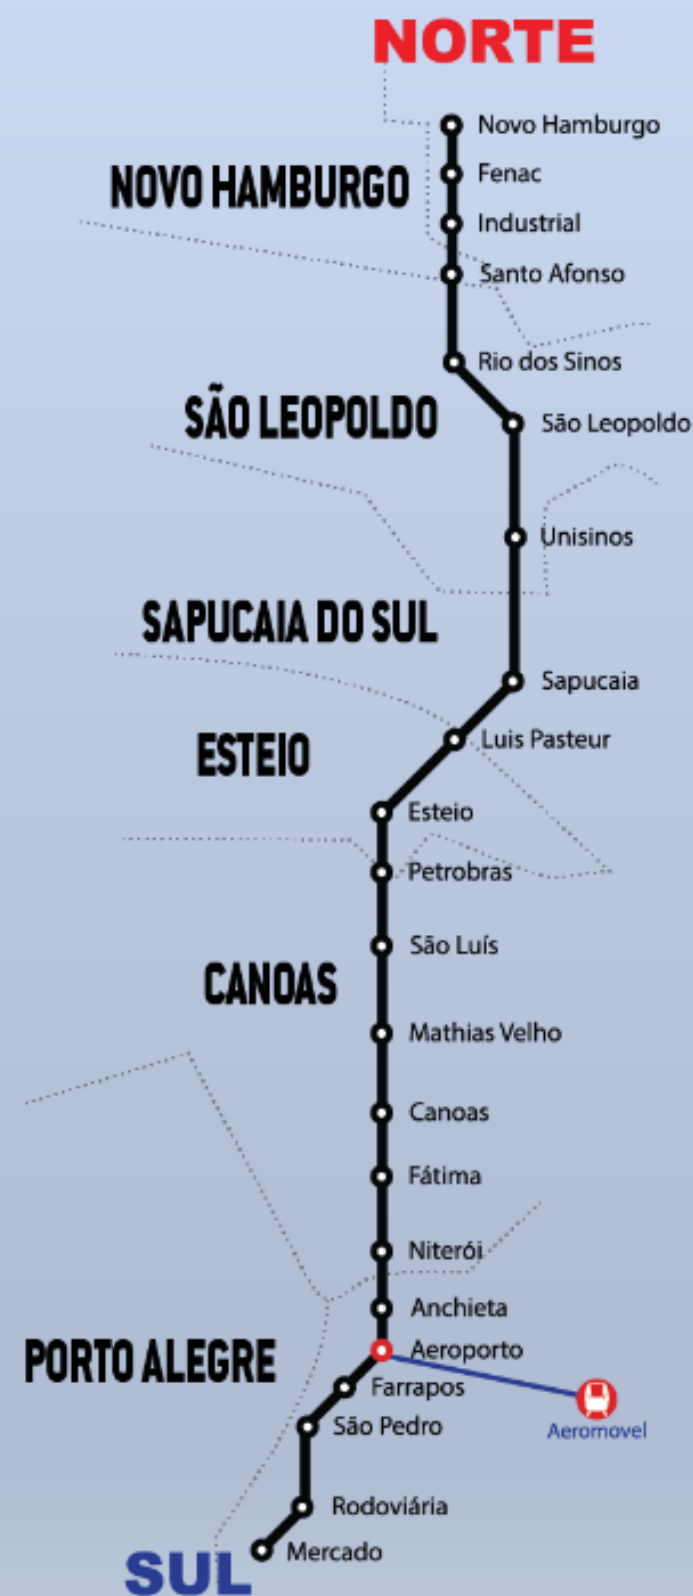 NORTE
Novo Hamburgo
Fenac
NOVO HAMBURGO
Industrial
Santo Afonso
Rio dos Sinos
SÃO LEOPOLDO
São Leopoldo
Unisinos
SAPUCAIA DO SUL
Sapucaia
Luis Pasteur
ESTEIO
Esteio
Petrobras
São Luís
CANOAS
Mathias Velho
Canoas
Fátima
Niterói
Anchieta
Aeroporto
PORTO ALEGRE
Farrapos
São Pedro
Aeromovel
Rodoviária
Mercado
SUL